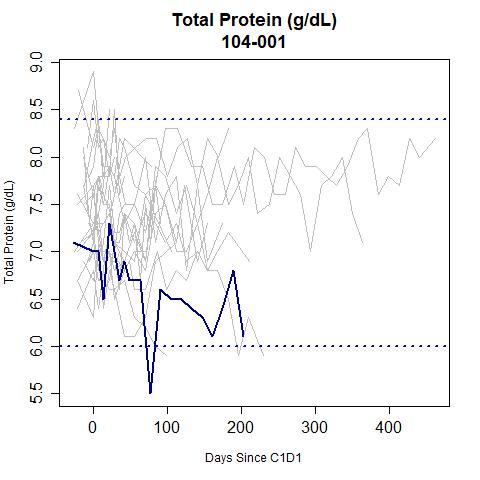 Total Protein (g/dL)
104-001
Total Protein (g/dL)
9.0
8.5
8.0
7.5
7.0
6.5
6.0
5.5
0 100 200 300 400
Days Since C1D1